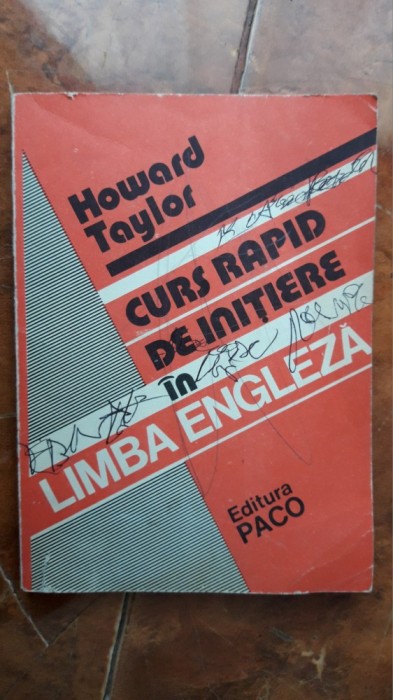 Howard
Taylor
CURS RAPID
DE INIȚIERE
în
LIMBA ENGLEZĂ
Editura
PACO